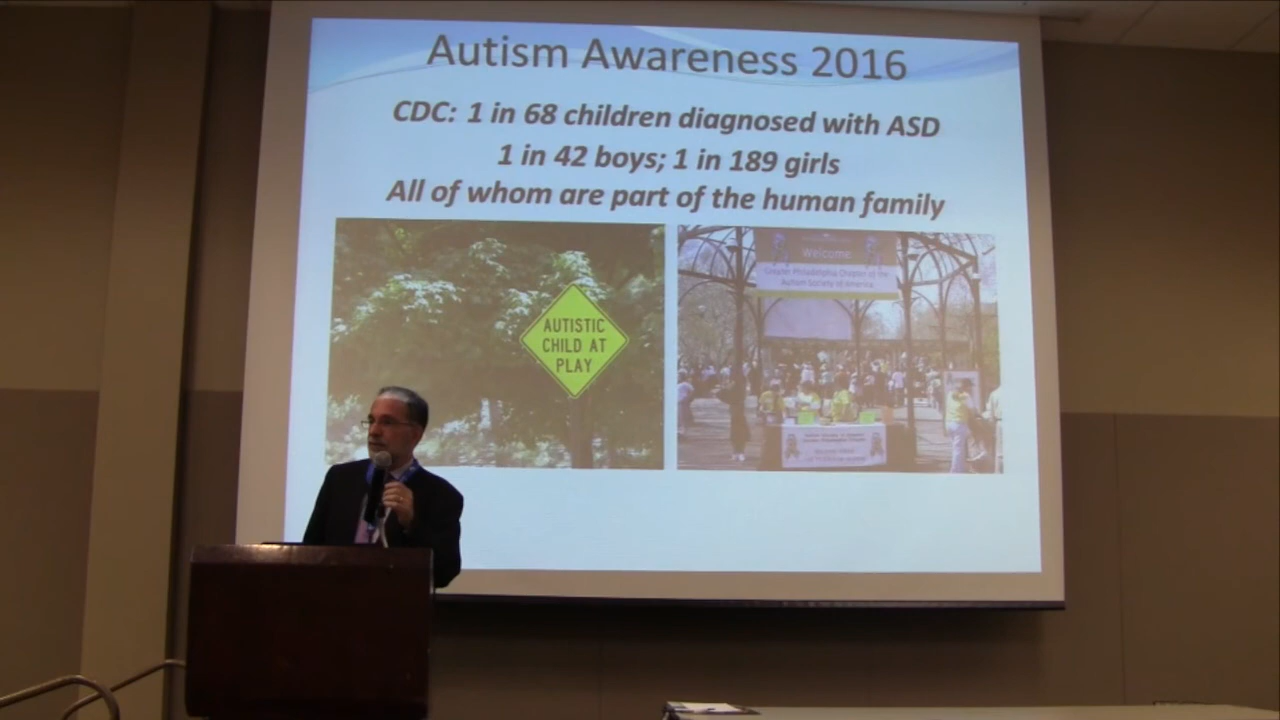 Autism Awareness 2016
CDC: 1 in 68 children diagnosed with ASD
1 in 42 boys; 1 in 189 girls
All of whom are part of the human family
AUTISTIC
CHILD AT
PLAY
Welcome
Greater Philadelphia Chapter of the
Autism Society of America